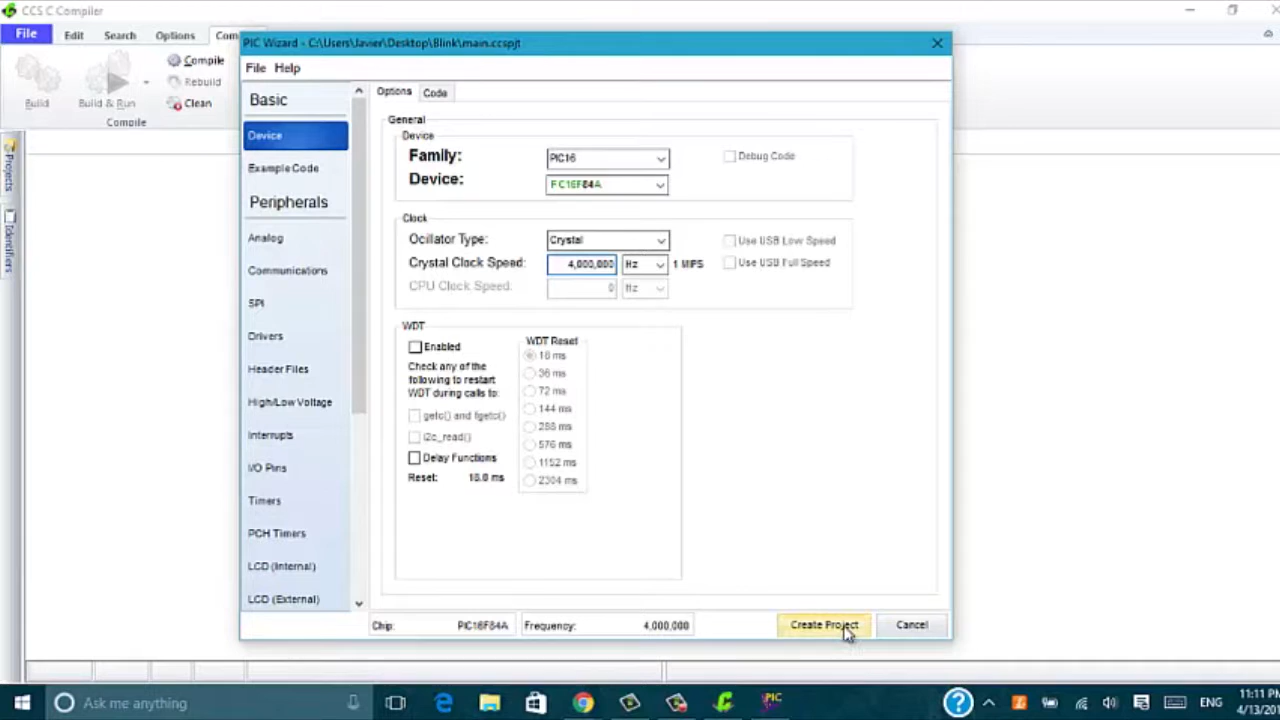 CCS C Compiler
File Edit Search Options
PIC Wizard - C:\Users\Javier\Desktop\Blink\main.ccspjt
File Help
Build
Build & Run
Compile
Rebuild
Clean
Compile
Projects
Identifiers
Basic
Device
Example Code
Peripherals
Analog
Communications
SPI
Drivers
Header Files
High/Low Voltage
Interrupts
I/O Pins
Timers
PCH Timers
LCD (Internal)
LCD (External)
Options Code
General
Device
Family: PIC16
Debug Code
Device: PIC16F84A
Clock
Ocillator Type: Crystal
Use USB Low Speed
Crystal Clock Speed: 4,000,000 Hz 1 MIPS
Use USB Full Speed
CPU Clock Speed: 0 Hz
WDT
Enabled
Check any of the
following to restart
WDT during calls to:
getc() and fgetc()
i2c_read()
Delay Functions
Reset: 18.0 ms
WDT Reset
18 ms
36 ms
72 ms
144 ms
288 ms
576 ms
1152 ms
2304 ms
Chip: PIC16F84A
Frequency: 4,000,000
Create Project
Cancel
Ask me anything
PIC
ENG
11:11 PM